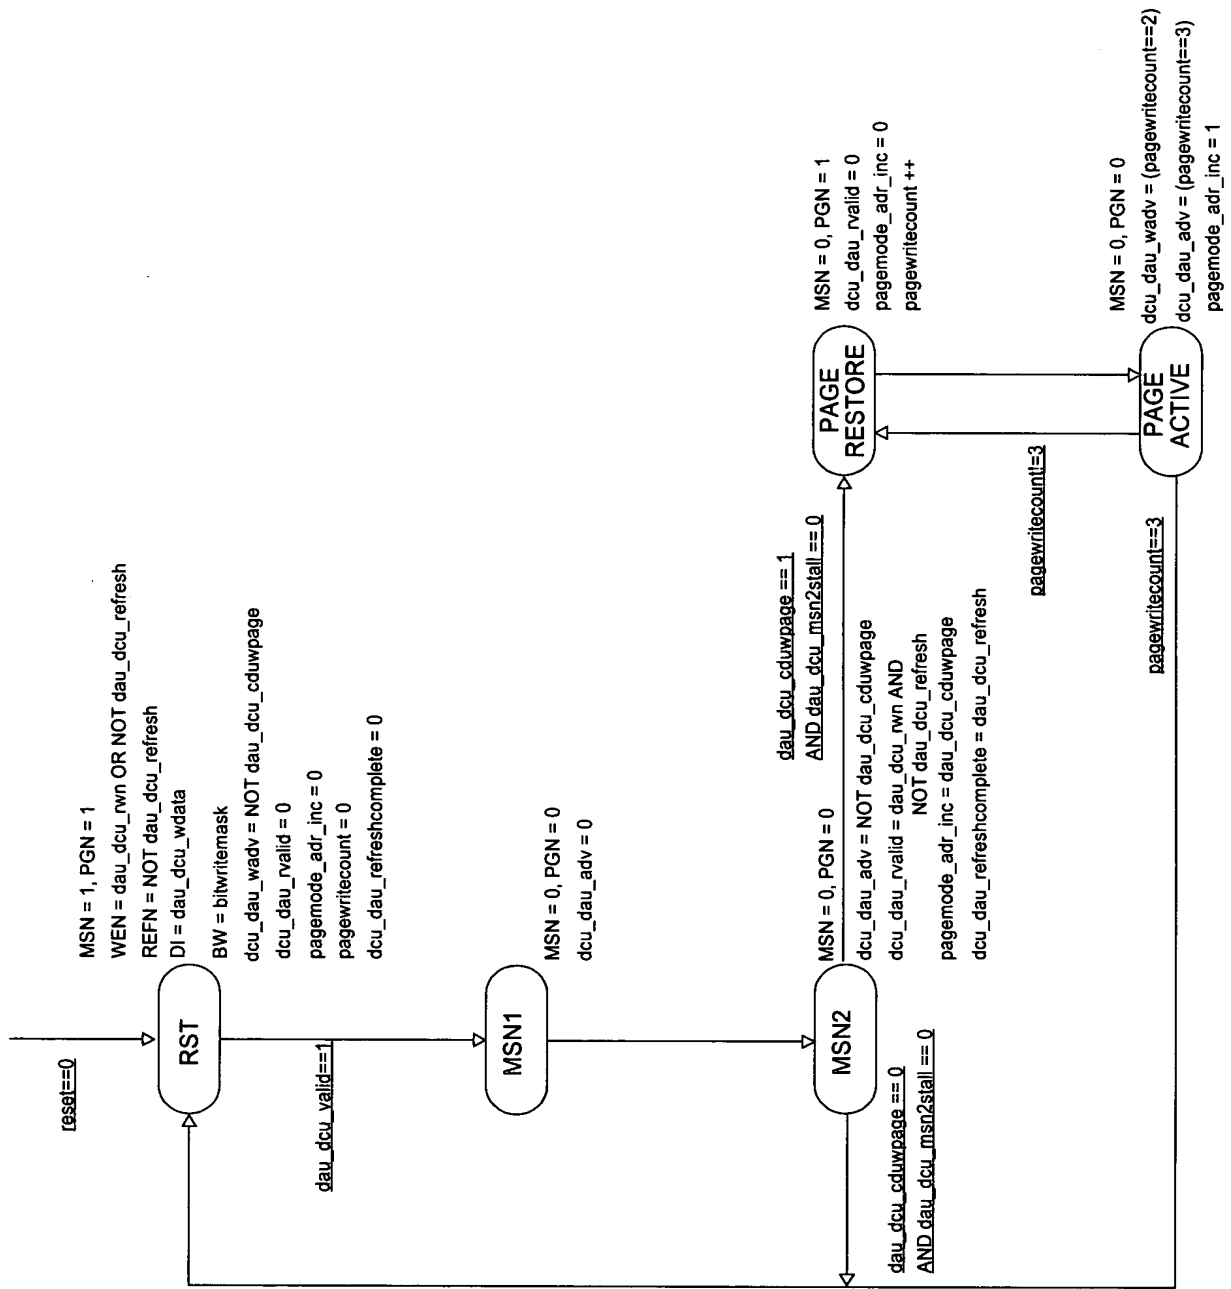 reset==0
RST
MSN = 1, PGN = 1
WEN = dau_dcu_rwn OR NOT dau_dcu_refresh
REFN = NOT dau_dcu_refresh
DI = dau_dcu_wdata
BW = bitwritemask
dcu_dau_wadv = NOT dau_dcu_cduwpage
dcu_dau_rvalid = 0
pagemode_adr_inc = 0
pagewritecount = 0
dcu_dau_refreshcomplete = 0
dau_dcu_valid==1
MSN1
MSN = 0, PGN = 0
dcu_dau_adv = 0
MSN2
MSN = 0, PGN = 0
dcu_dau_adv = NOT dau_dcu_cduwpage
dcu_dau_rvalid = dau_dcu_rwn AND
NOT dau_dcu_refresh
pagemode_adr_inc = dau_dcu_cduwpage
dcu_dau_refreshcomplete = dau_dcu_refresh
dau_dcu_cduwpage == 0
AND dau_dcu_msn2stall == 0
dau_dcu_cduwpage == 1
AND dau_dcu_msn2stall == 0
PAGE
RESTORE
MSN = 0, PGN = 1
dcu_dau_rvalid = 0
pagemode_adr_inc = 0
pagewritecount ++
pagewritecount!=3
pagewritecount==3
PAGE
ACTIVE
MSN = 0, PGN = 0
dcu_dau_wadv = (pagewritecount==2)
dcu_dau_adv = (pagewritecount==3)
pagemode_adr_inc = 1